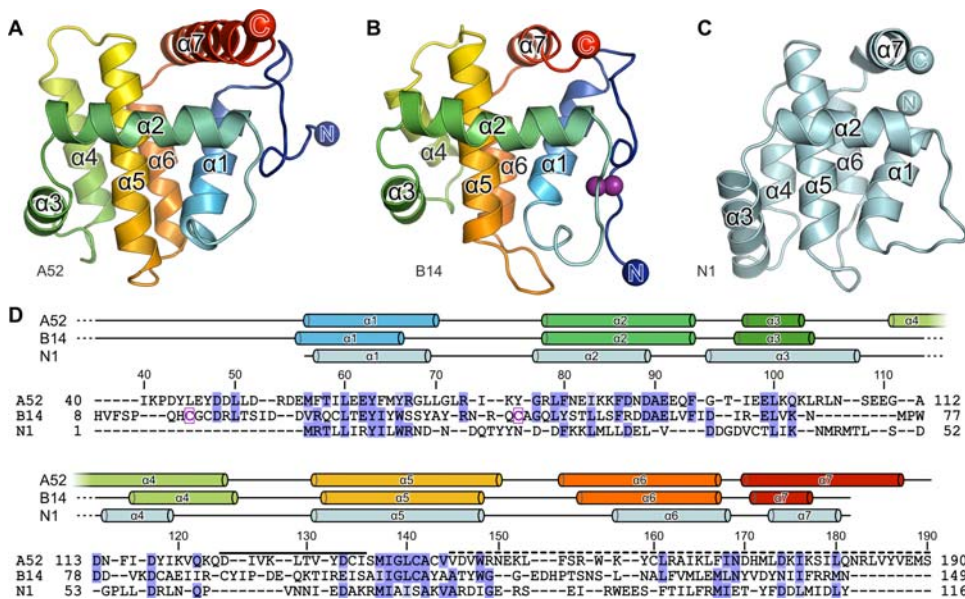 A
B
C
α7
C
N
α2
α4
α6
α1
α5
α3
A52
α7
C
α2
α4
α6
α1
α5
α3
N
B14
α7
C
N
α2
α6
α1
α4
α5
α3
N1
D
A52 α1 α2 α3 α4
B14 α1 α2 α3
N1 α1 α2 α3
40 50 60 70 80 90 100 110
A52 40 -----IKPDYLEYDDLLD--RDEMFTILEEYFMYRGLLGLR-I--KY-GRLFNEIKKFDNDAEEQF-G-TIEELKQKLRLN--SEEG-A 112
B14 8 HVFSP---QHCGCDRLTSID--DVRQCLTEYIYWSSYAY-RN-RQCAGQLYSTLLSFRDDAELVFI-D-IR-ELVK-N-------MPW 77
N1 1 -----------------------MRTLLIRYILWRND-N--DQTYYN-D-DFKKLMLLDEL-V---DDGDVCTLIK-NMRMTL--S--D 52
A52 α4 α5 α6 α7
B14 α4 α5 α6 α7
N1 α4 α5 α6 α7
120 130 140 150 160 170 180 190
A52 113 DN-FI-DYIKVQKQD--IVK--LTV-YDCISMIGLCACVVDVWRNEKL---FSR-W-K--YCLRAIKLFINDHMLDKIKSILQNRLVYVEMS 190
B14 78 DD--VKDCAEIIR-CYIP-DE-QKTIREISAIIGLCAYAATYWG--G-EDHPTSNS-L--NALFVMLEMLNYVDYNIIFRRMN 149
N1 53 -GPLL-DRLN-QP-----VNNI-EDAKRMIAISAKVARDIGE--RS---EI--RWEES-FTILFRMIETYFDDLMIDLY 116